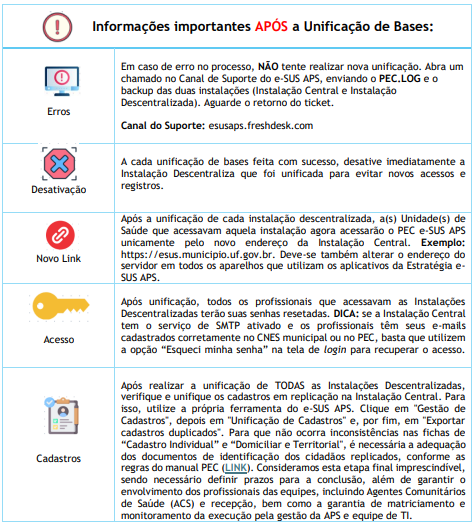 Informações importantes APÓS a Unificação de Bases:
Em caso de erro no processo, NÃO tente realizar nova unificação. Abra um
chamado no Canal de Suporte do e-SUS APS, enviando o PEC.LOG e o
backup das duas instalações (Instalação Central e Instalação
Descentralizada). Aguarde o retorno do ticket.
Erros
Canal do Suporte: esusaps.freshdesk.com
A cada unificação de bases feita com sucesso, desative imediatamente a
Instalação Descentraliza que foi unificada para evitar novos acessos e
registros.
Desativação
Após a unificação de cada instalação descentralizada, a(s) Unidade(s) de
Saúde que acessavam aquela instalação agora acessarão o PEC e-SUS APS
unicamente pelo novo endereço da Instalação Central. Exemplo:
https://esus.municipio.uf.gov.br. Deve-se também alterar o endereço do
servidor em todos os aparelhos que utilizam os aplicativos da Estratégia e-
SUS APS.
Novo Link
Após unificação, todos os profissionais que acessavam as Instalações
Descentralizadas terão suas senhas resetadas. DICA: se a Instalação Central
tem o serviço de SMTP ativado e os profissionais têm seus e-mails
cadastrados corretamente no CNES municipal ou no PEC, basta que utilizem
a opção “Esqueci minha senha” na tela de login para recuperar o acesso.
Acesso
Após realizar a unificação de TODAS as Instalações Descentralizadas,
verifique e unifique os cadastros em replicação na Instalação Central. Para
isso, utilize a própria ferramenta do e-SUS APS. Clique em "Gestão de
Cadastros", depois em "Unificação de Cadastros" e, por fim, em "Exportar
cadastros duplicados". Para que não ocorra inconsistências nas fichas de
“Cadastro Individual” e “Domiciliar e Territorial", é necessária a adequação
dos documentos de identificação dos cidadãos replicados, conforme as
regras do manual PEC (LINK). Consideramos esta etapa final imprescindível,
sendo necessário definir prazos para a conclusão, além de garantir o
envolvimento dos profissionais das equipes, incluindo Agentes Comunitários
de Saúde (ACS) e recepção, bem como a garantia de matriciamento e
monitoramento da execução pela gestão da APS e equipe de TI.
Cadastros